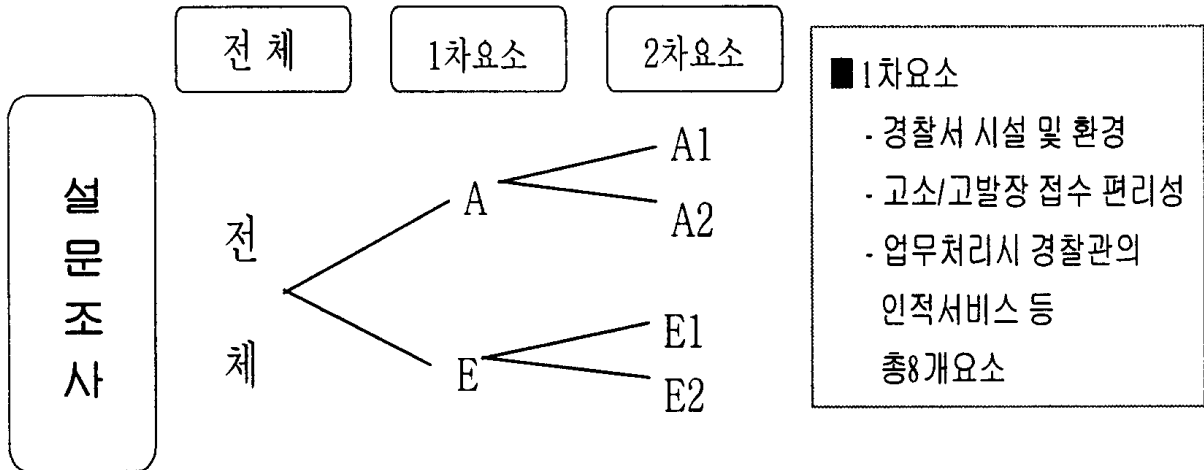 전 체
1차요소
2차요소
설문조사
전체
A
A1
A2
E
E1
E2
■ 1차요소
- 경찰서 시설 및 환경
- 고소/고발장 접수 편리성
- 업무처리시 경찰관의
인적서비스 등
총8개요소